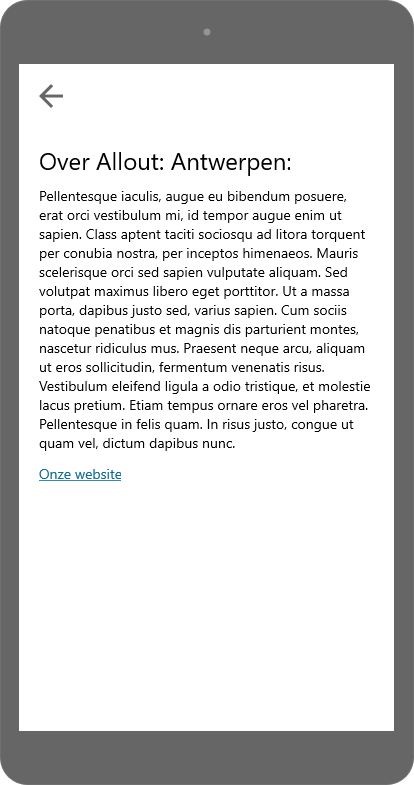 Over Allout: Antwerpen:
Pellentesque iaculis, augue eu bibendum posuere,
erat orci vestibulum mi, id tempor augue enim ut
sapien. Class aptent taciti sociosqu ad litora torquent
per conubia nostra, per inceptos himenaeos. Mauris
scelerisque orci sed sapien vulputate aliquam. Sed
volutpat maximus libero eget porttitor. Ut a massa
porta, dapibus justo sed, varius sapien. Cum sociis
natoque penatibus et magnis dis parturient montes,
nascetur ridiculus mus. Praesent neque arcu, aliquam
ut eros sollicitudin, fermentum venenatis risus.
Vestibulum eleifend ligula a odio tristique, et molestie
lacus pretium. Etiam tempus ornare eros vel pharetra.
Pellentesque in felis quam. In risus justo, congue ut
quam vel, dictum dapibus nunc.
Onze website